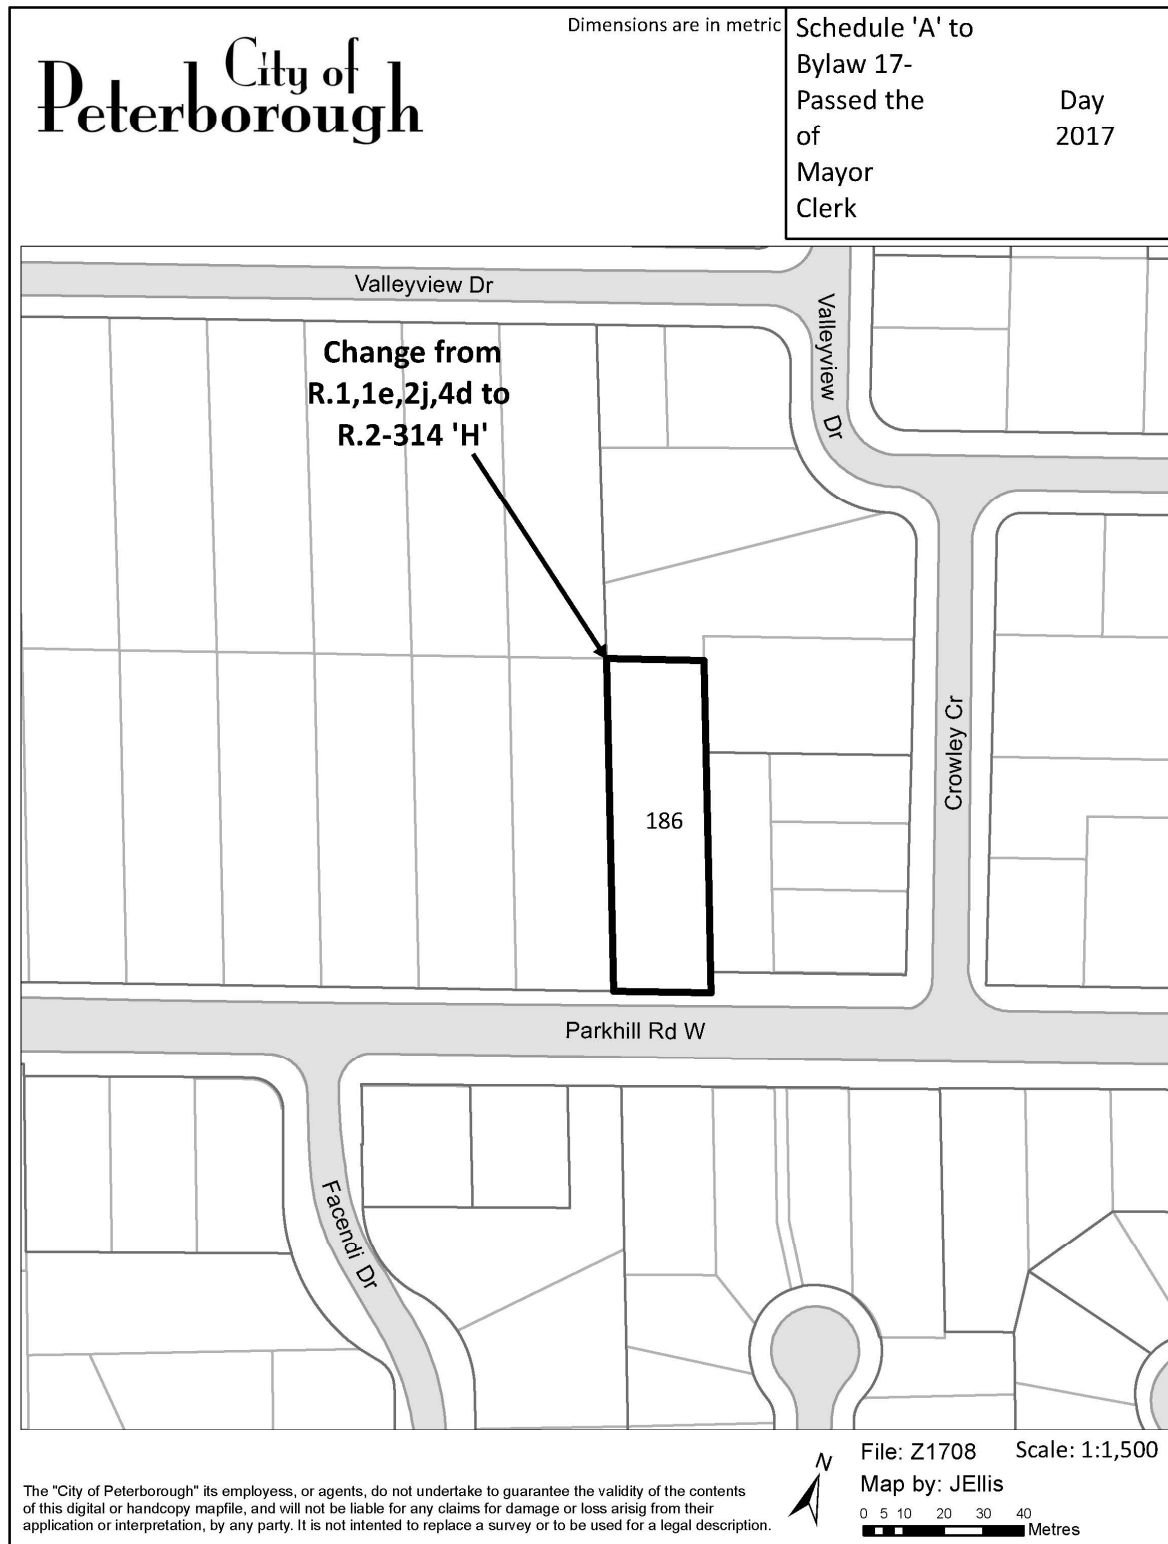 City of
Peterborough
Dimensions are in metric
Schedule 'A' to
Bylaw 17-
Passed the Day
of 2017
Mayor
Clerk
Valleyview Dr
Valleyview Dr
Change from
R.1,1e,2j,4d to
R.2-314 'H'
Crowley Cr
186
Parkhill Rd W
Facendi Dr
The "City of Peterborough" its employess, or agents, do not undertake to guarantee the validity of the contents
of this digital or handcopy mapfile, and will not be liable for any claims for damage or loss arisig from their
application or interpretation, by any party. It is not intended to replace a survey or to be used for a legal description.
N
File: Z1708 Scale: 1:1,500
Map by: JEllis
0 5 10 20 30 40
Metres